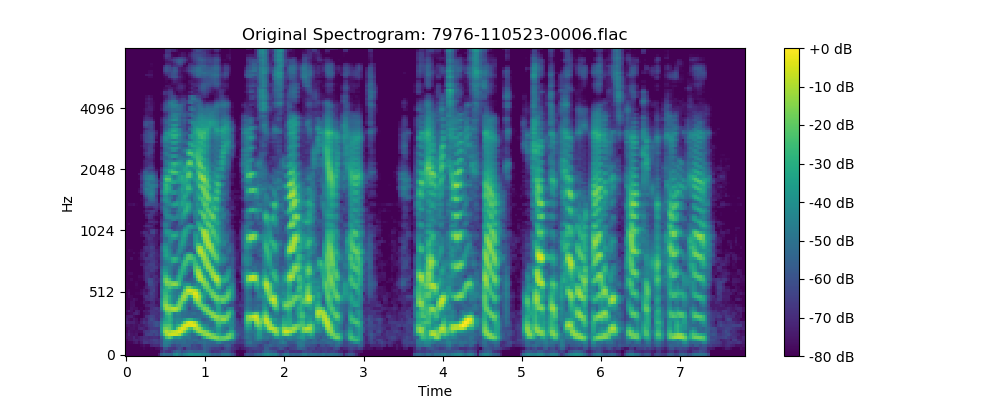 Original Spectrogram: 7976-110523-0006.flac
Hz
4096
2048
1024
512
0
0 1 2 3 4 5 6 7
Time
+0 dB
-10 dB
-20 dB
-30 dB
-40 dB
-50 dB
-60 dB
-70 dB
-80 dB